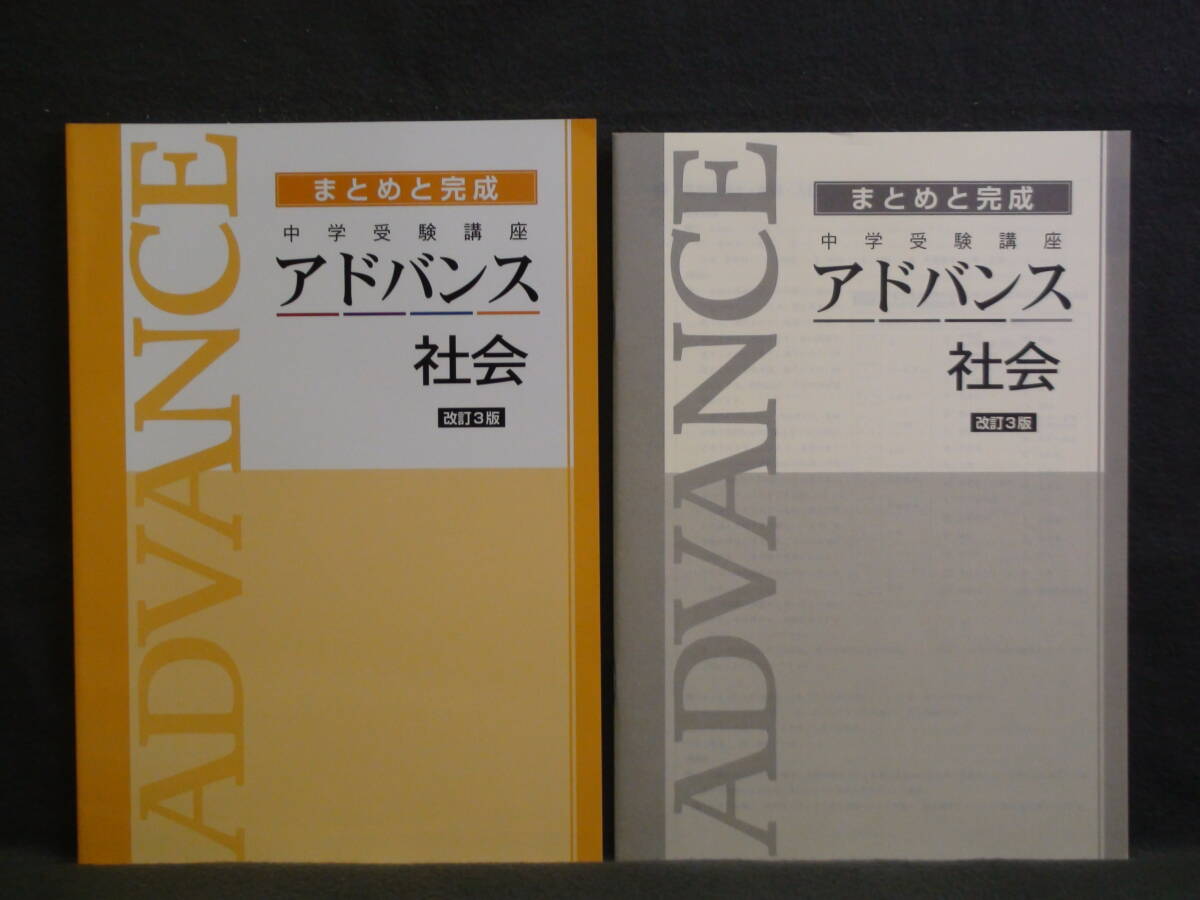 ADVANCE
まとめと完成
中学受験講座
アドバンス
社会
改訂3版
ADVANCE
まとめと完成
中学受験講座
アドバンス
社会
改訂3版